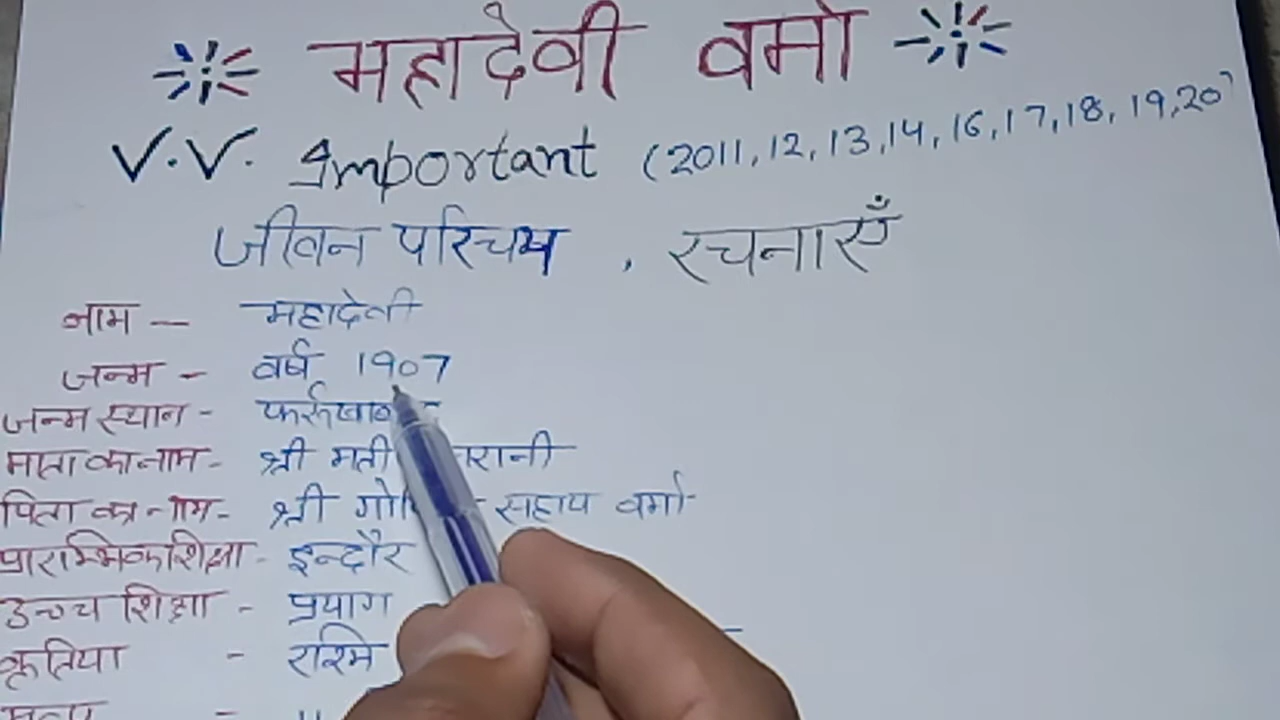 महादेवी वर्मा
V.V. Important (2011, 12, 13, 14, 16, 17, 18, 19, 20)
जीवन परिचय , रचनाएँ
नाम – महादेवी
जन्म – वर्ष 1907
जन्म स्थान -
माता का नाम - श्री मती रानी
पिता का नाम - श्री सहाय वर्मा
प्रारम्भिक शिक्षा - इन्दौर
उच्च शिक्षा - प्रयाग
कृतिया - रश्मि